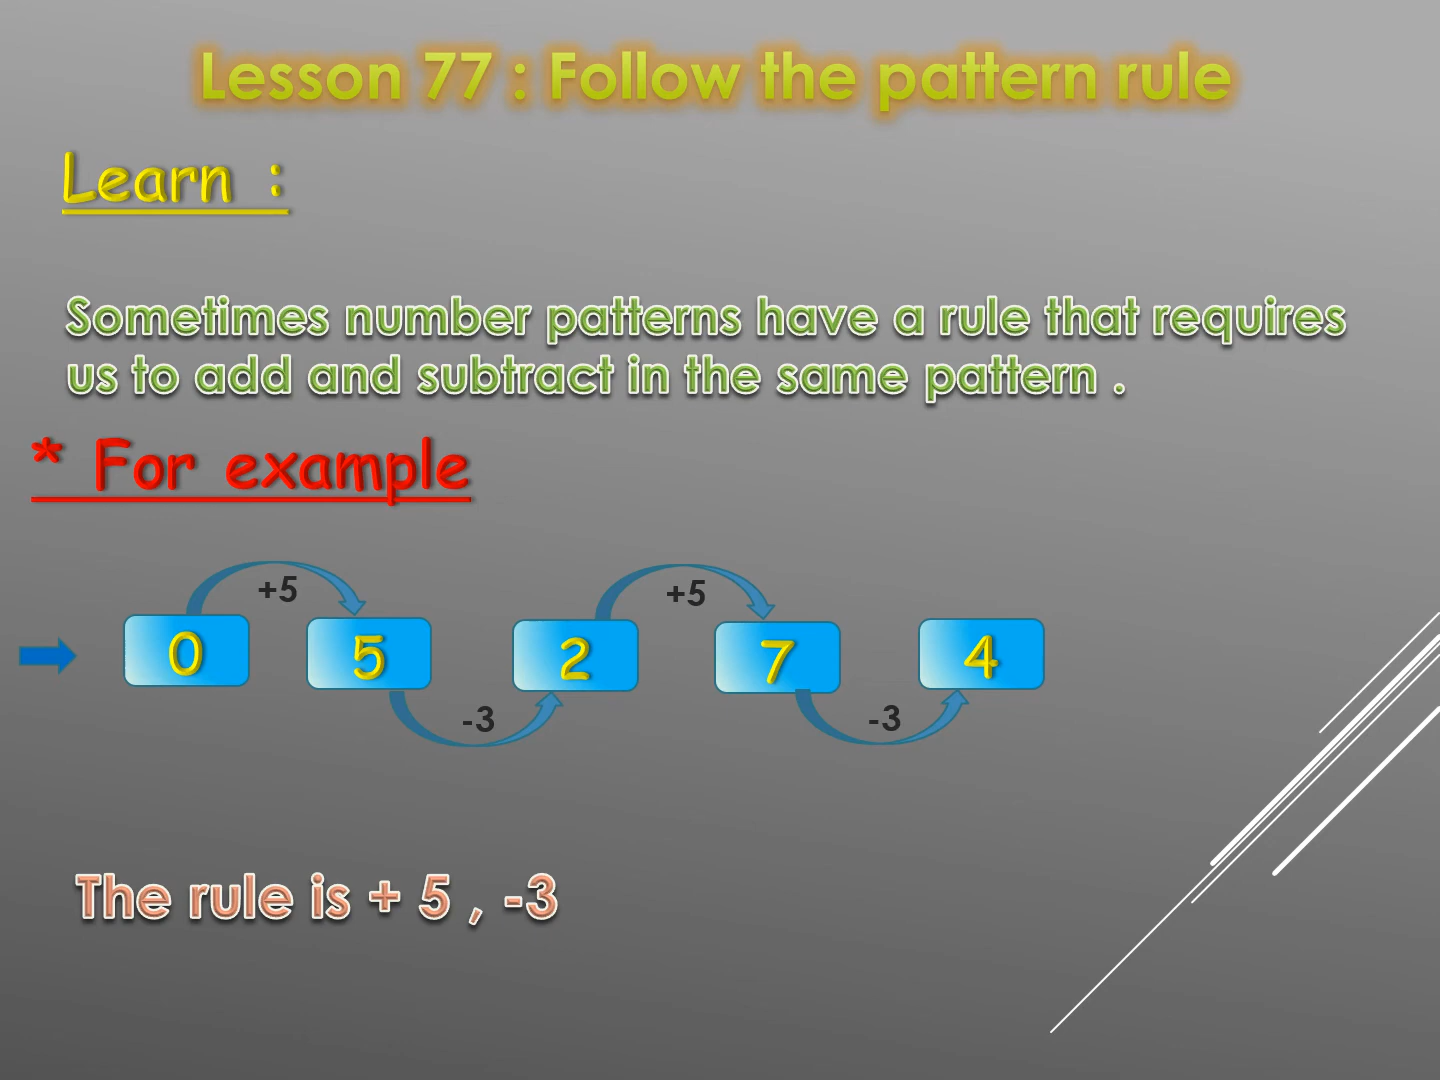 Lesson 77 : Follow the pattern rule
Learn :
Sometimes number patterns have a rule that requires
us to add and subtract in the same pattern .
* For example
+5 +5
0 5 2 7 4
-3 -3
The rule is + 5 , -3